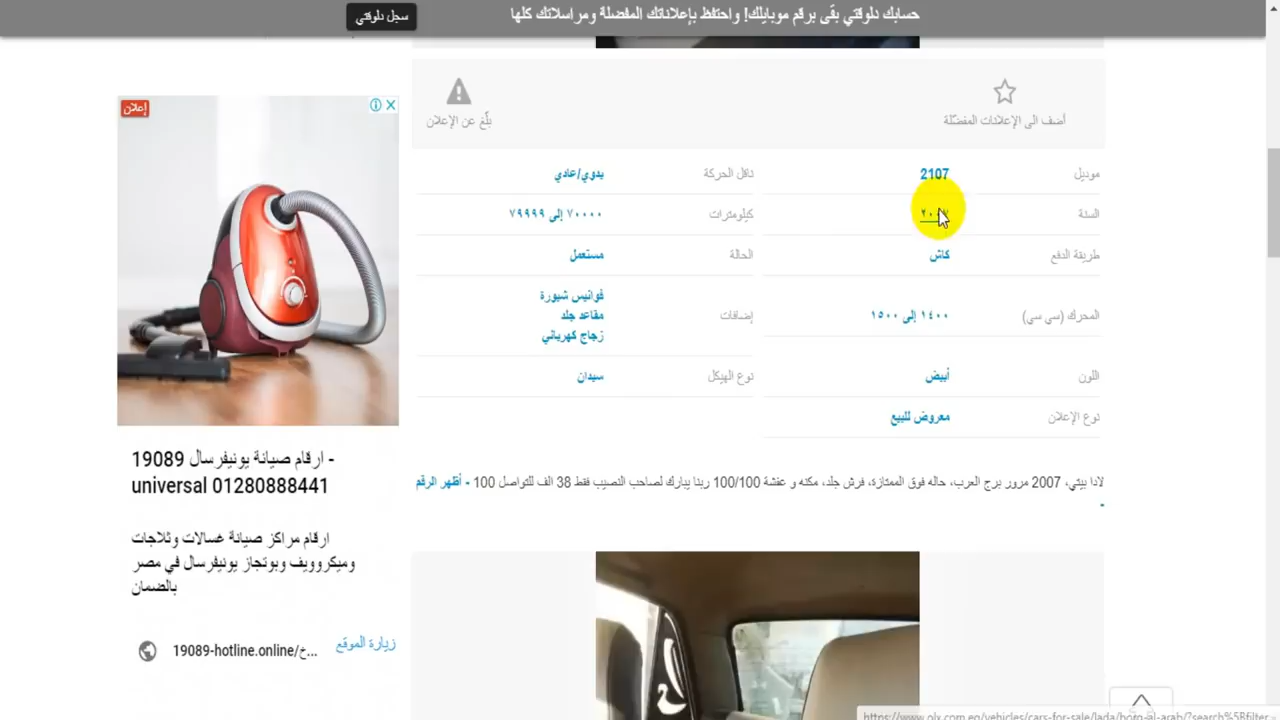 حسابك دلوقتي بقى برقم موبايلك! واحتفظ بإعلاناتك المفضلة ومراسلاتك كلها
سجل دلوقتي
أضف الى الإعلانات المفضّلة
بلّغ عن الإعلان
موديل 2107
ناقل الحركة يدوي/عادي
السنة
كيلومترات ٧٠٠٠٠ إلى ٧٩٩٩٩
طريقة الدفع كاش
الحالة مستعمل
المحرك (سي سي) ١٤٠٠ إلى ١٥٠٠
إضافات فوانيس شبورة
مقاعد جلد
زجاج كهربائي
اللون أبيض
نوع الهيكل سيدان
نوع الإعلان معروض للبيع
لادا بيتي، 2007 مرور برج العرب، حاله فوق الممتازة، فرش جلد، مكنه و عفشة 100/100 ربنا يبارك لصاحب النصيب فقط 38 الف للتواصل 100 - أظهر الرقم
-
إعلان
ارقام صيانة يونيفرسال 19089 -
universal 01280888441
ارقام مراكز صيانة غسالات وثلاجات
وميكروويف وبوتجاز يونيفرسال في مصر
بالضمان
زيارة الموقع
19089-hotline.online/خ...
https://www.olx.com.eg/vehicles/cars-for-sale/lada/borg-al-arab/?search%5Bfilter